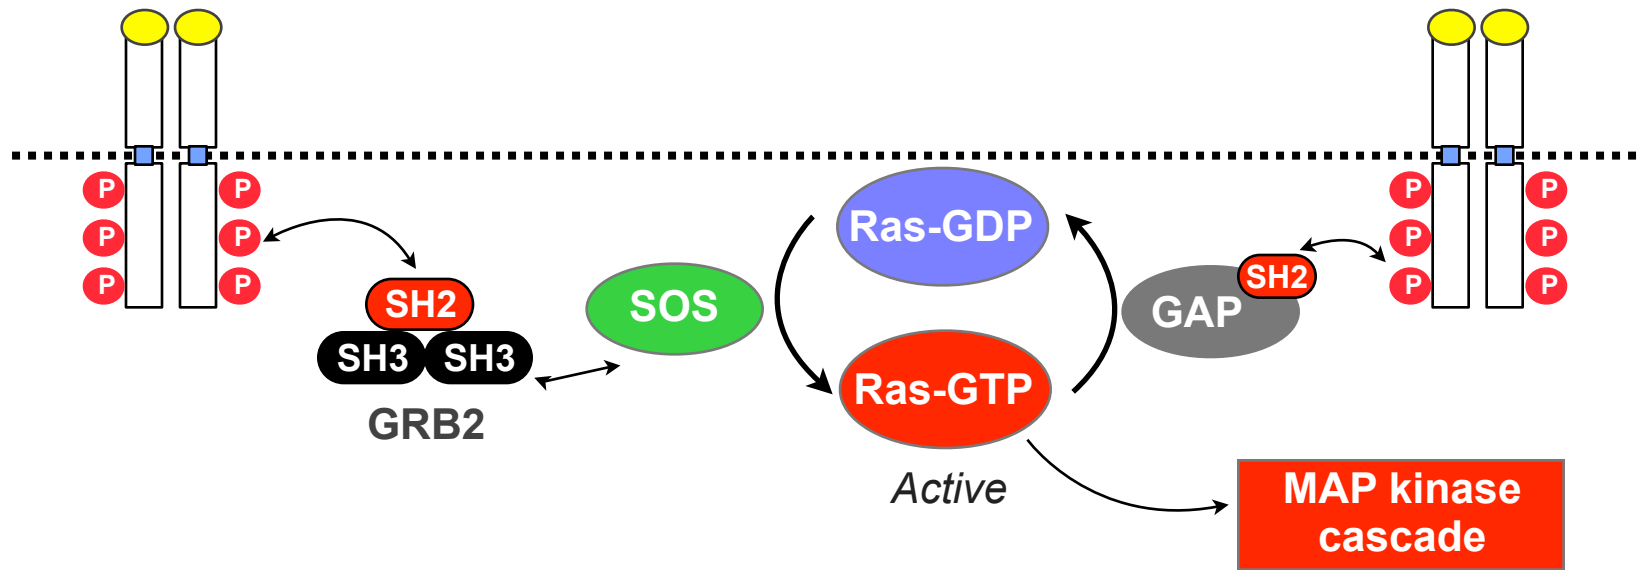 P P P P
P P P P
P P P P
Ras-GDP
SH2
SH2
SOS
GAP
SH3 SH3
Ras-GTP
GRB2
Active
MAP kinase
cascade